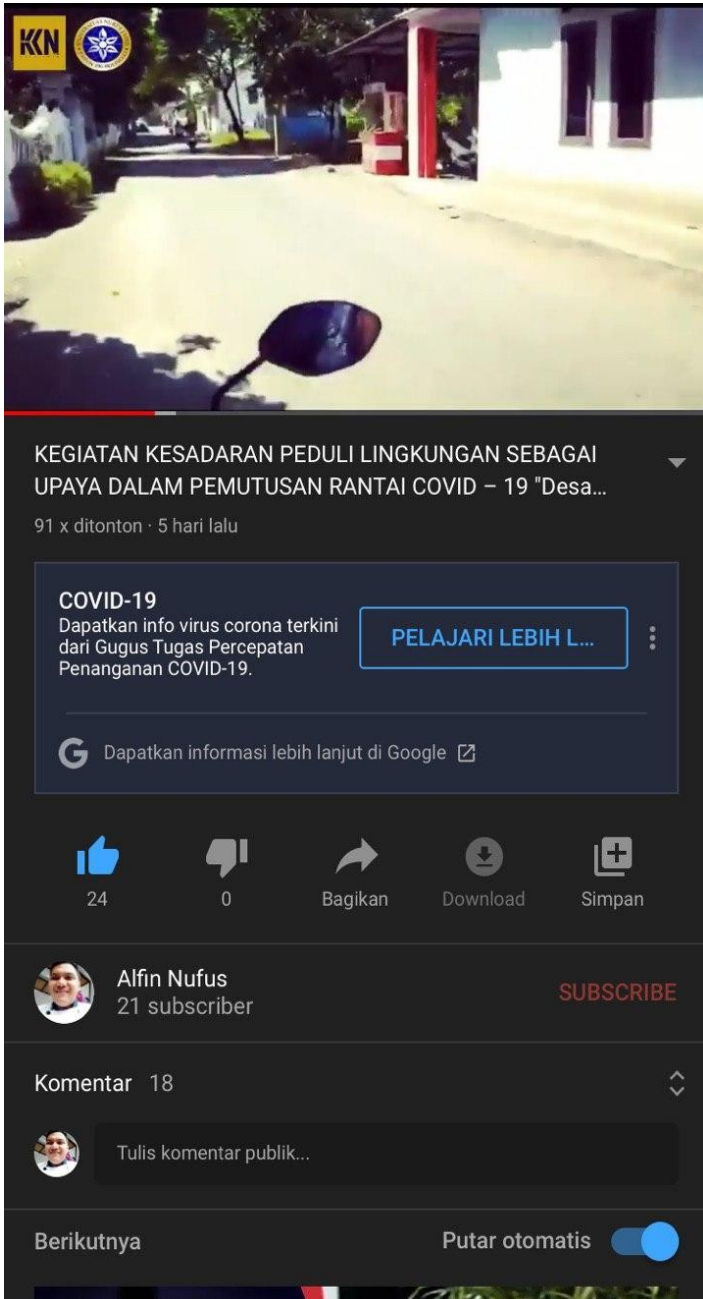 KKN
KEGIATAN KESADARAN PEDULI LINGKUNGAN SEBAGAI
UPAYA DALAM PEMUTUSAN RANTAI COVID – 19 "Desa...
91 x ditonton · 5 hari lalu
COVID-19
Dapatkan info virus corona terkini
dari Gugus Tugas Percepatan
Penanganan COVID-19.
PELAJARI LEBIH L...
Dapatkan informasi lebih lanjut di Google
24
0
Bagikan
Download
Simpan
Alfin Nufus
21 subscriber
SUBSCRIBE
Komentar 18
Tulis komentar publik...
Berikutnya
Putar otomatis